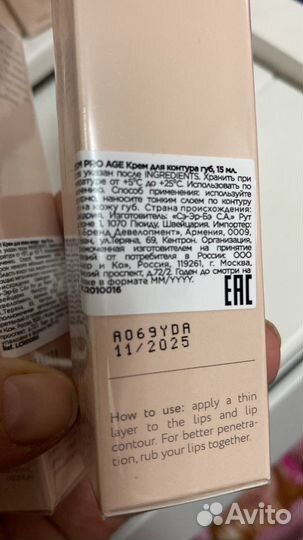 PRO AGE Крем для контура губ, 15 мл.
указан после INGREDIENTS. Хранить при
от +5°C до +25°C. Использовать по
Способ применения: используйте
наносите тонким слоем по контуру
кожу губ. Страна происхождения:
Изготовитель: «Сэ-Эр-Бэ С.А.» Рут
1, 1070 Пюиду, Швейцария. Импортер:
Бренд Девелопмент», Армения, 0009,
ул.Теряна, 69, Кентрон. Организация,
на принятие
от потребителя в России: ООО
и Ко», Россия, 119261, г. Москва,
проспект, д.72/2. Годен до смотри на
в формате MM/YYYY.
2010016
EAC
A069YDA
11/2025
How to use: apply a thin
layer to the lips and lip
contour. For better penetra-
tion, rub your lips together.
Avito